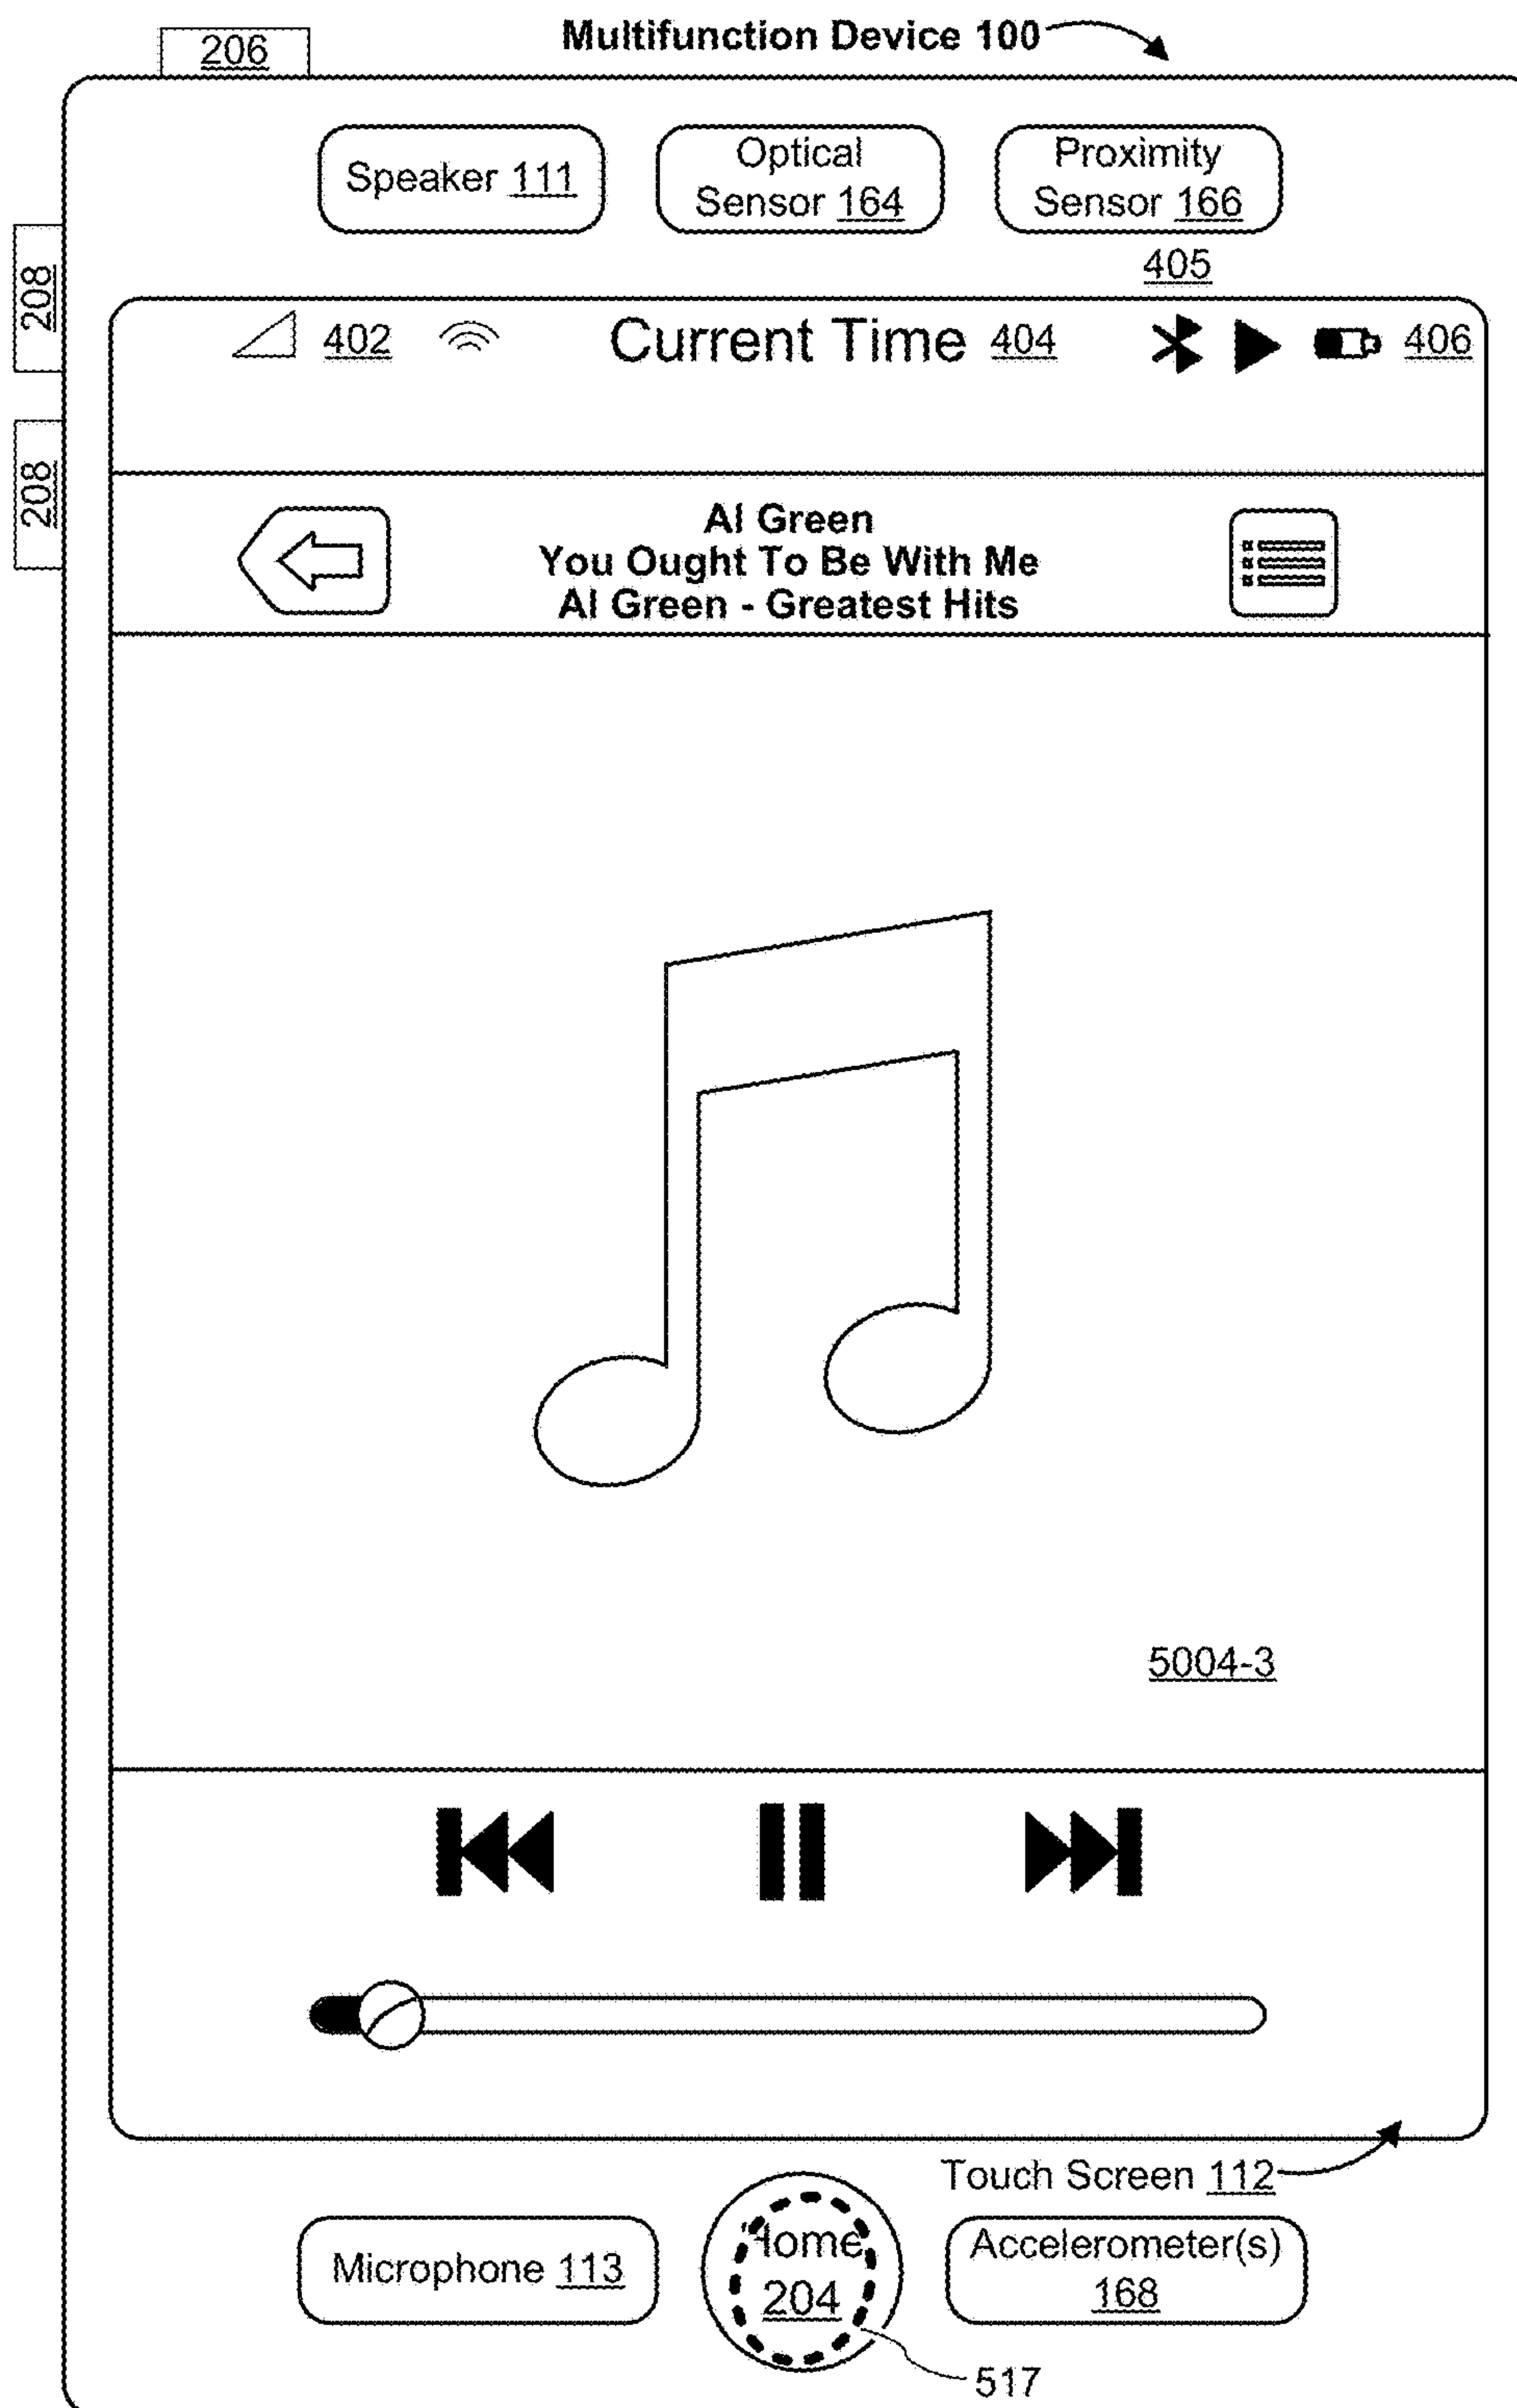 206
Multifunction Device 100
Speaker 111
Optical
Sensor 164
Proximity
Sensor 166
208
208
405
402
Current Time 404
406
Al Green
You Ought To Be With Me
Al Green - Greatest Hits
5004-3
Touch Screen 112
Microphone 113
Home
204
Accelerometer(s)
168
517